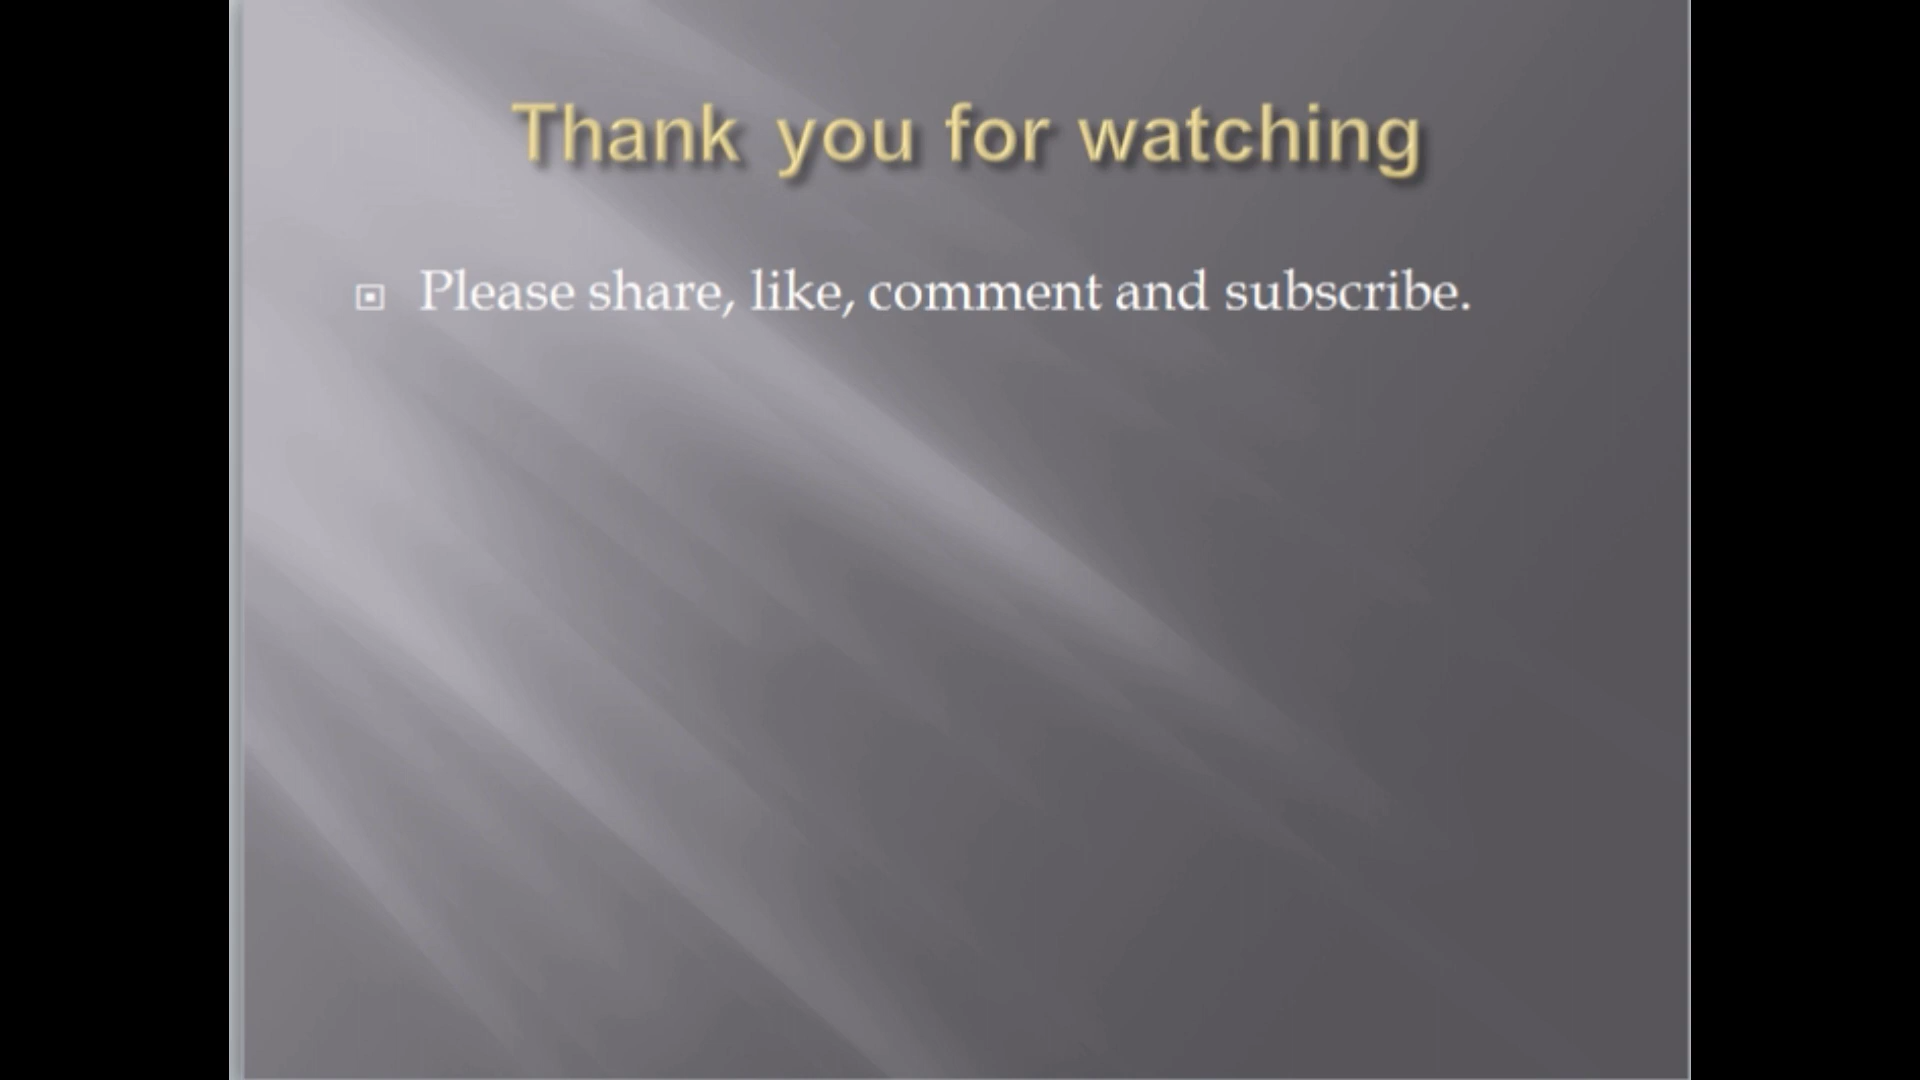 Thank you for watching
Please share, like, comment and subscribe.